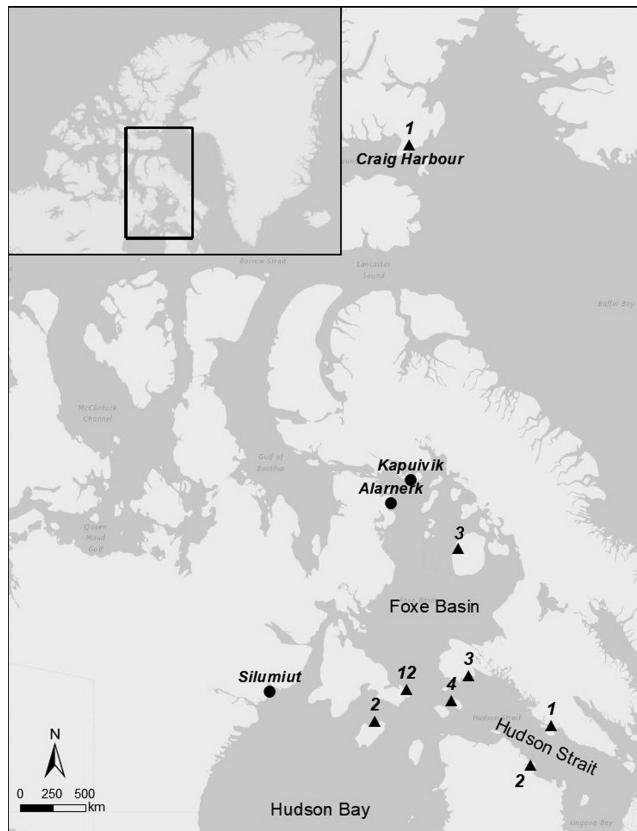 1
Craig Harbour
Barrow Strait
Lancaster
Sound
Baffin Bay
McClintock
Channel
Gulf of
Boothia
Kapuivik
Alarnerk
Queen
Maud
Gulf
3
Foxe Basin
3
12
4
Silumiut
2
1
Hudson Strait
Hudson Strait
2
N
0 250 500
km
Hudson Bay
Ungava Bay